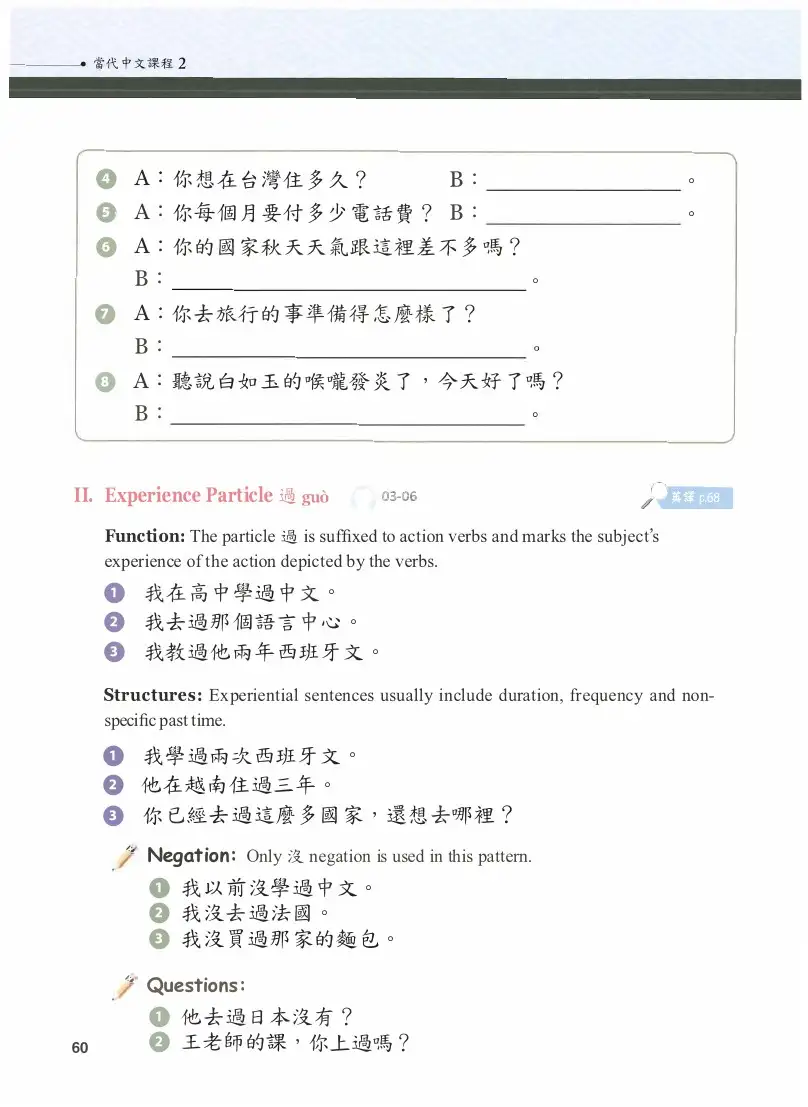 當代中文課程 2
4 A：你想在台灣住多久？ B：____________________。
5 A：你每個月要付多少電話費？ B：____________________。
6 A：你的國家秋天天氣跟這裡差不多嗎？
B：____________________。
7 A：你去旅行的事準備得怎麼樣了？
B：____________________。
8 A：聽說白如玉的喉嚨發炎了，今天好了嗎？
B：____________________。
II. Experience Particle 過 guò 03-06 英譯 p.68
Function: The particle 過 is suffixed to action verbs and marks the subject's
experience of the action depicted by the verbs.
1 我在高中學過中文。
2 我去過那個語言中心。
3 我教過他兩年西班牙文。
Structures: Experiential sentences usually include duration, frequency and non-
specific past time.
1 我學過兩次西班牙文。
2 他在越南住過三年。
3 你已經去過這麼多國家，還想去哪裡？
Negation: Only 沒 negation is used in this pattern.
1 我以前沒學過中文。
2 我沒去過法國。
3 我沒買過那家的麵包。
Questions:
1 他去過日本沒有？
2 王老師的課，你上過嗎？
60